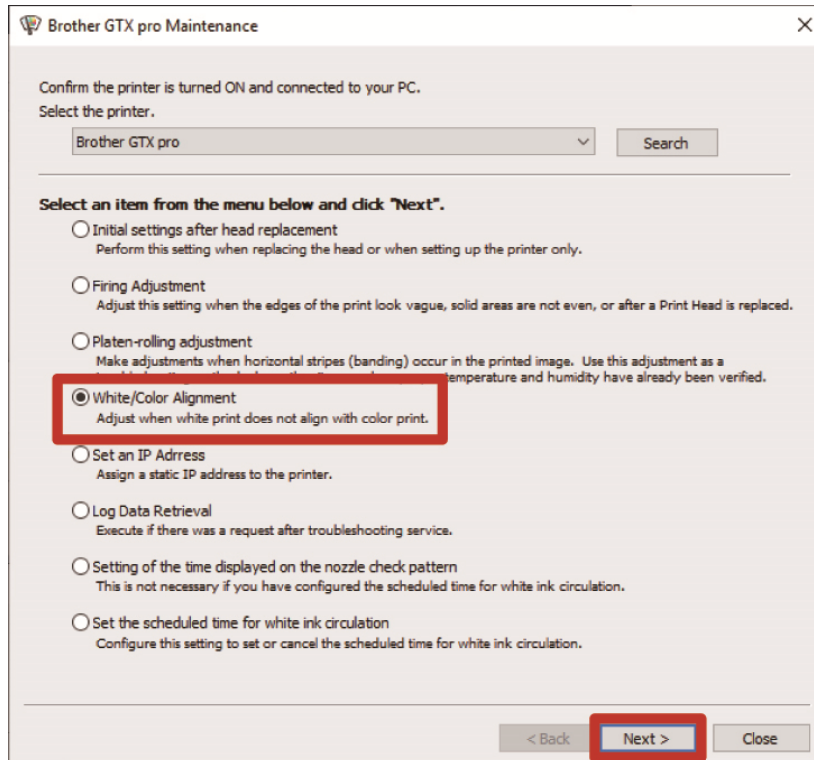 Brother GTX pro Maintenance
Confirm the printer is turned ON and connected to your PC.
Select the printer.
Brother GTX pro
Search
Select an item from the menu below and click "Next".
Initial settings after head replacement
Perform this setting when replacing the head or when setting up the printer only.
Firing Adjustment
Adjust this setting when the edges of the print look vague, solid areas are not even, or after a Print Head is replaced.
Platen-rolling adjustment
Make adjustments when horizontal stripes (banding) occur in the printed image. Use this adjustment as a
temperature and humidity have already been verified.
White/Color Alignment
Adjust when white print does not align with color print.
Set an IP Adrress
Assign a static IP address to the printer.
Log Data Retrieval
Execute if there was a request after troubleshooting service.
Setting of the time displayed on the nozzle check pattern
This is not necessary if you have configured the scheduled time for white ink circulation.
Set the scheduled time for white ink circulation
Configure this setting to set or cancel the scheduled time for white ink circulation.
< Back
Next >
Close